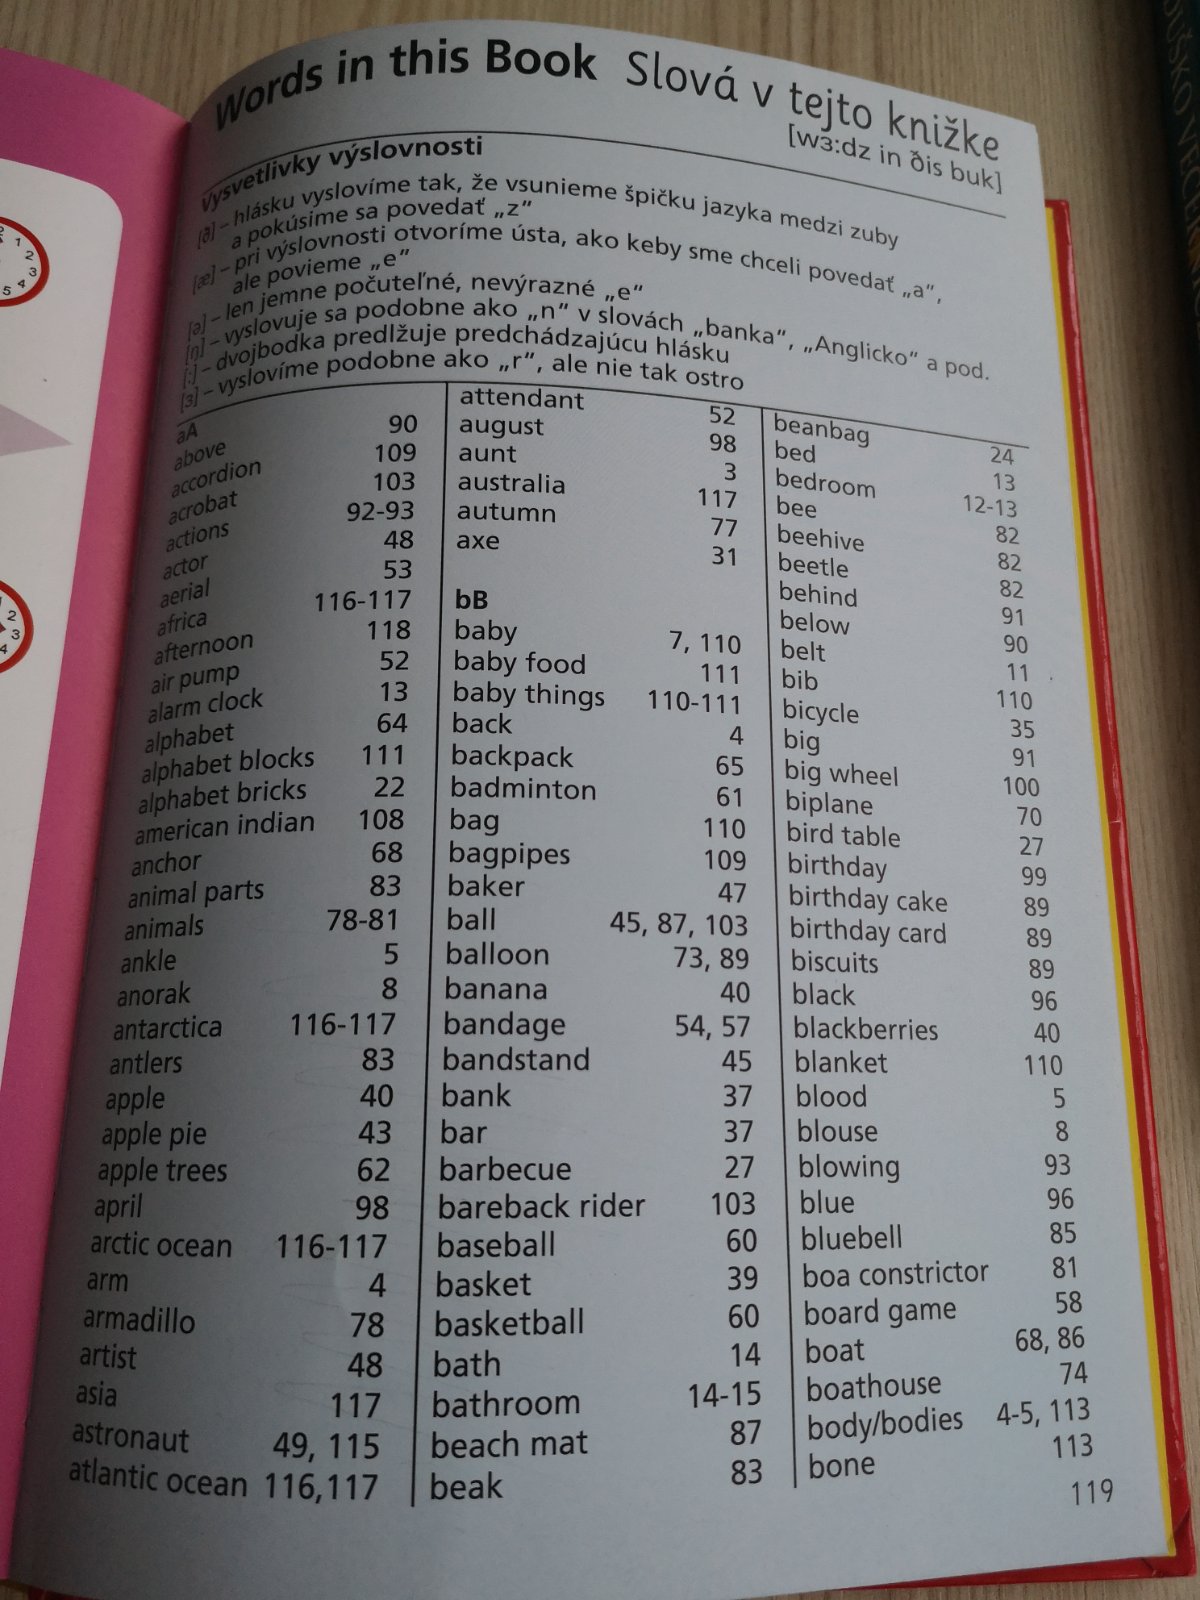 Words in this Book Slová v tejto knižke
[wɜ:dz in ðis buk]
Vysvetlivky výslovnosti
[ð] – hlásku vyslovíme tak, že vsunieme špičku jazyka medzi zuby
a pokúsime sa povedať „z“
[æ] – pri výslovnosti otvoríme ústa, ako keby sme chceli povedať „a“,
ale povieme „e“
[ə] – len jemne počuteľné, nevýrazné „e“
[ŋ] – vyslovuje sa podobne ako „n“ v slovách „banka“, „Anglicko“ a pod.
[:] – dvojbodka predlžuje predchádzajúcu hlásku
[ɜ] – vyslovíme podobne ako „r“, ale nie tak ostro
aA
above 90
accordion 109
acrobat 103
actions 92-93
actor 48
aerial 53
africa 116-117
afternoon 118
air pump 52
alarm clock 13
alphabet 64
alphabet blocks 111
alphabet bricks 22
american indian 108
anchor 68
animal parts 83
animals 78-81
ankle 5
anorak 8
antarctica 116-117
antlers 83
apple 40
apple pie 43
apple trees 62
april 98
arctic ocean 116-117
arm 4
armadillo 78
artist 48
asia 117
astronaut 49, 115
atlantic ocean 116,117
attendant 52
august 98
aunt 3
australia 117
autumn 77
axe 31
bB
baby 7, 110
baby food 111
baby things 110-111
back 4
backpack 65
badminton 61
bag 110
bagpipes 109
baker 47
ball 45, 87, 103
balloon 73, 89
banana 40
bandage 54, 57
bandstand 45
bank 37
bar 37
barbecue 27
bareback rider 103
baseball 60
basket 39
basketball 60
bath 14
bathroom 14-15
beach mat 87
beak 83
beanbag 24
bed 13
bedroom 12-13
bee 82
beehive 82
beetle 82
behind 91
below 90
belt 11
bib 110
bicycle 35
big 91
big wheel 100
biplane 70
bird table 27
birthday 99
birthday cake 89
birthday card 89
biscuits 89
black 96
blackberries 40
blanket 110
blood 5
blouse 8
blowing 93
blue 96
bluebell 85
boa constrictor 81
board game 58
boat 68, 86
boathouse 74
body/bodies 4-5, 113
bone 113
119